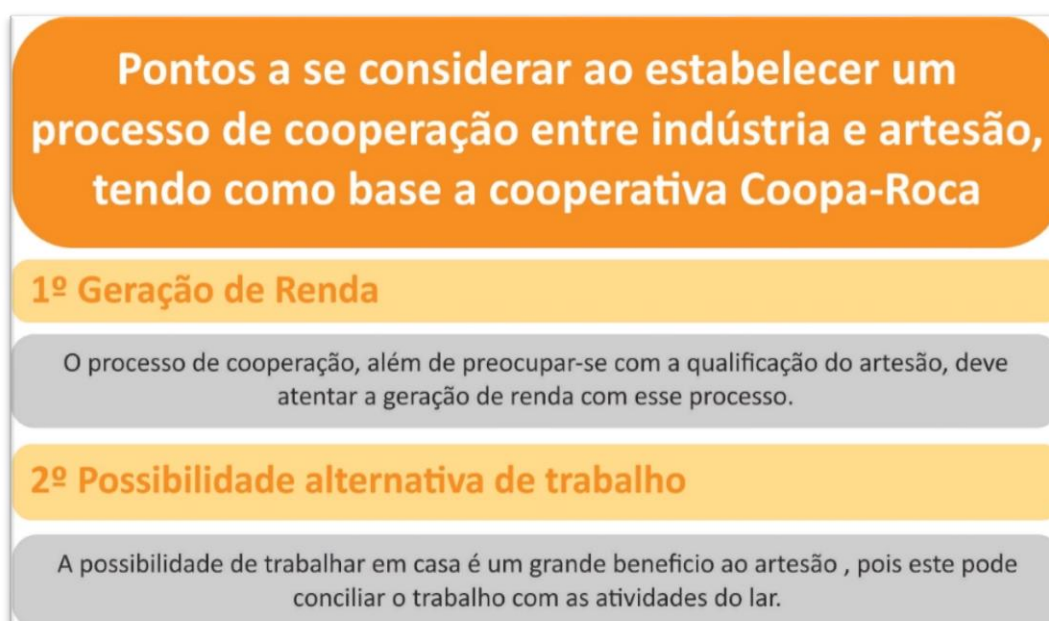 Pontos a se considerar ao estabelecer um
processo de cooperação entre indústria e artesão,
tendo como base a cooperativa Coopa-Roca
1º Geração de Renda
O processo de cooperação, além de preocupar-se com a qualificação do artesão, deve
atentar a geração de renda com esse processo.
2º Possibilidade alternativa de trabalho
A possibilidade de trabalhar em casa é um grande beneficio ao artesão , pois este pode
conciliar o trabalho com as atividades do lar.